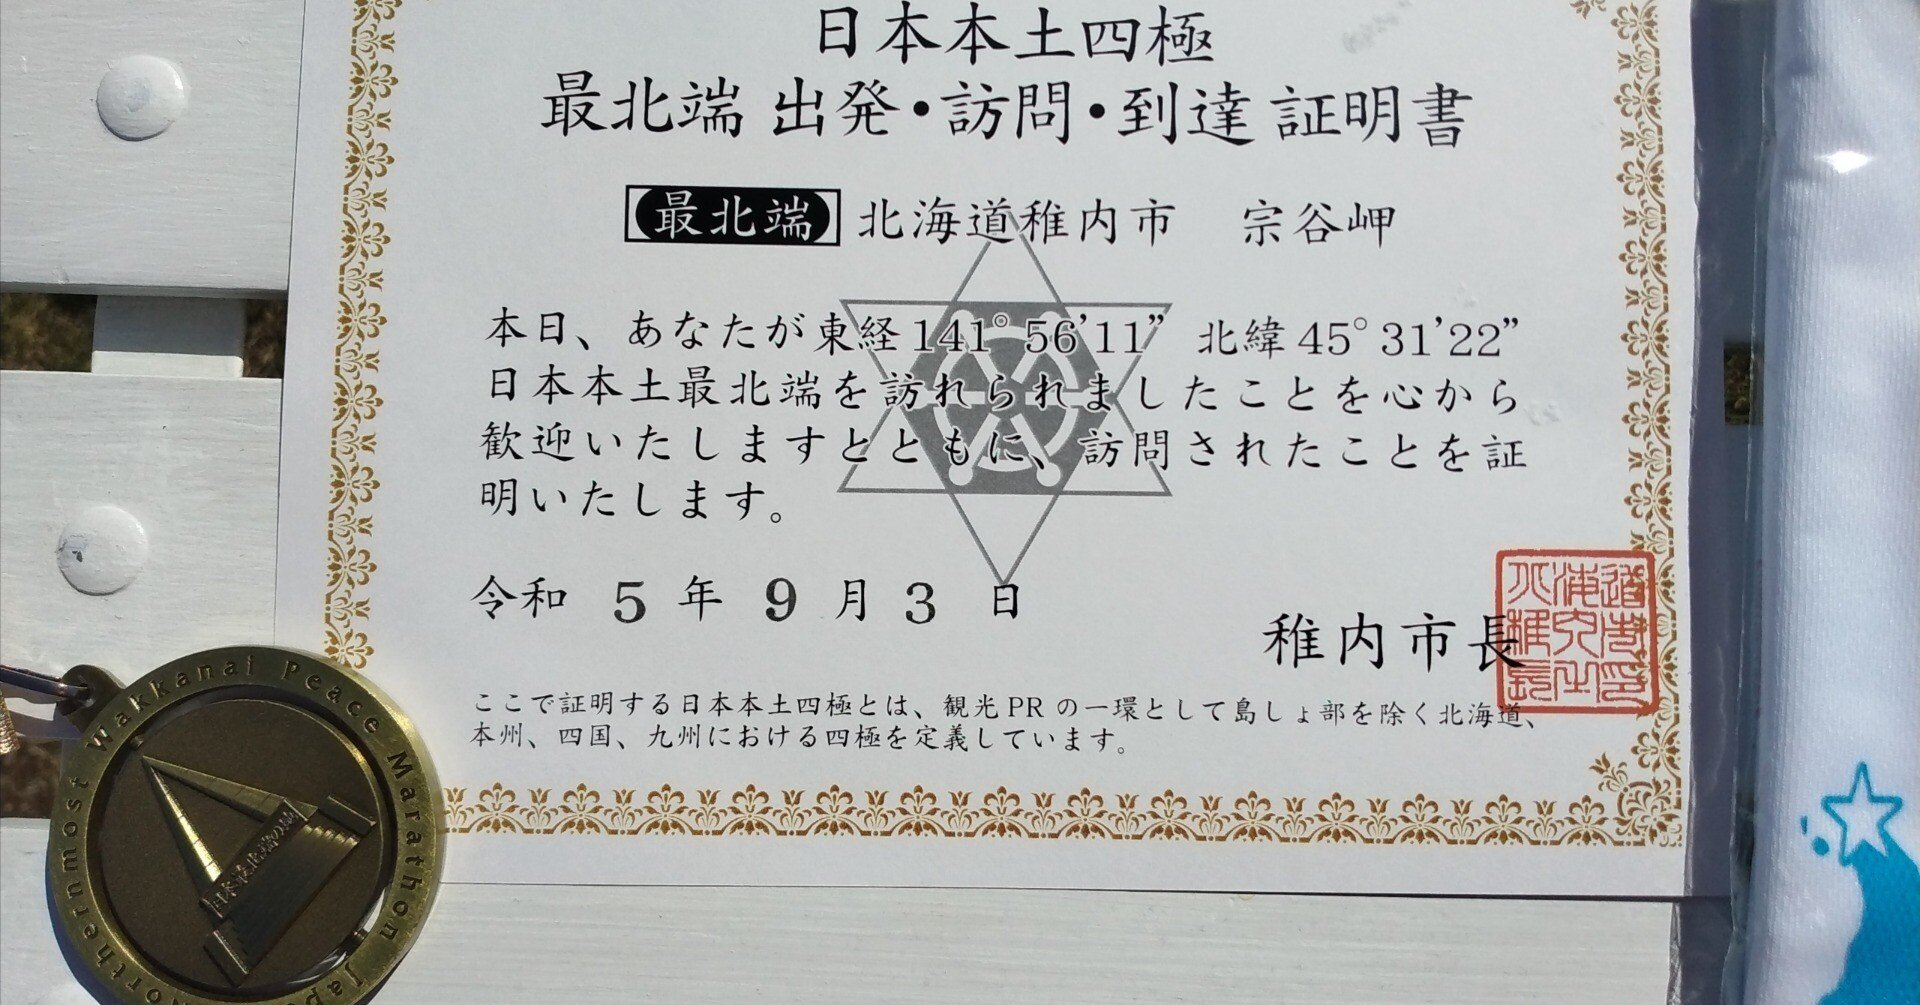 日本本土四極
最北端 出発・訪問・到達 証明書
【最北端】北海道稚内市　宗谷岬
本日、あなたが東経141°56’11” 北緯45°31’22”
日本本土最北端を訪れられましたことを心から
歓迎いたしますとともに、訪問されたことを証
明いたします。
令和 5 年 9 月 3 日
稚内市長
ここで証明する日本本土四極とは、観光PRの一環として島しょ部を除く北海道、
本州、四国、九州における四極を定義しています。
Wakkanai Peace Marathon